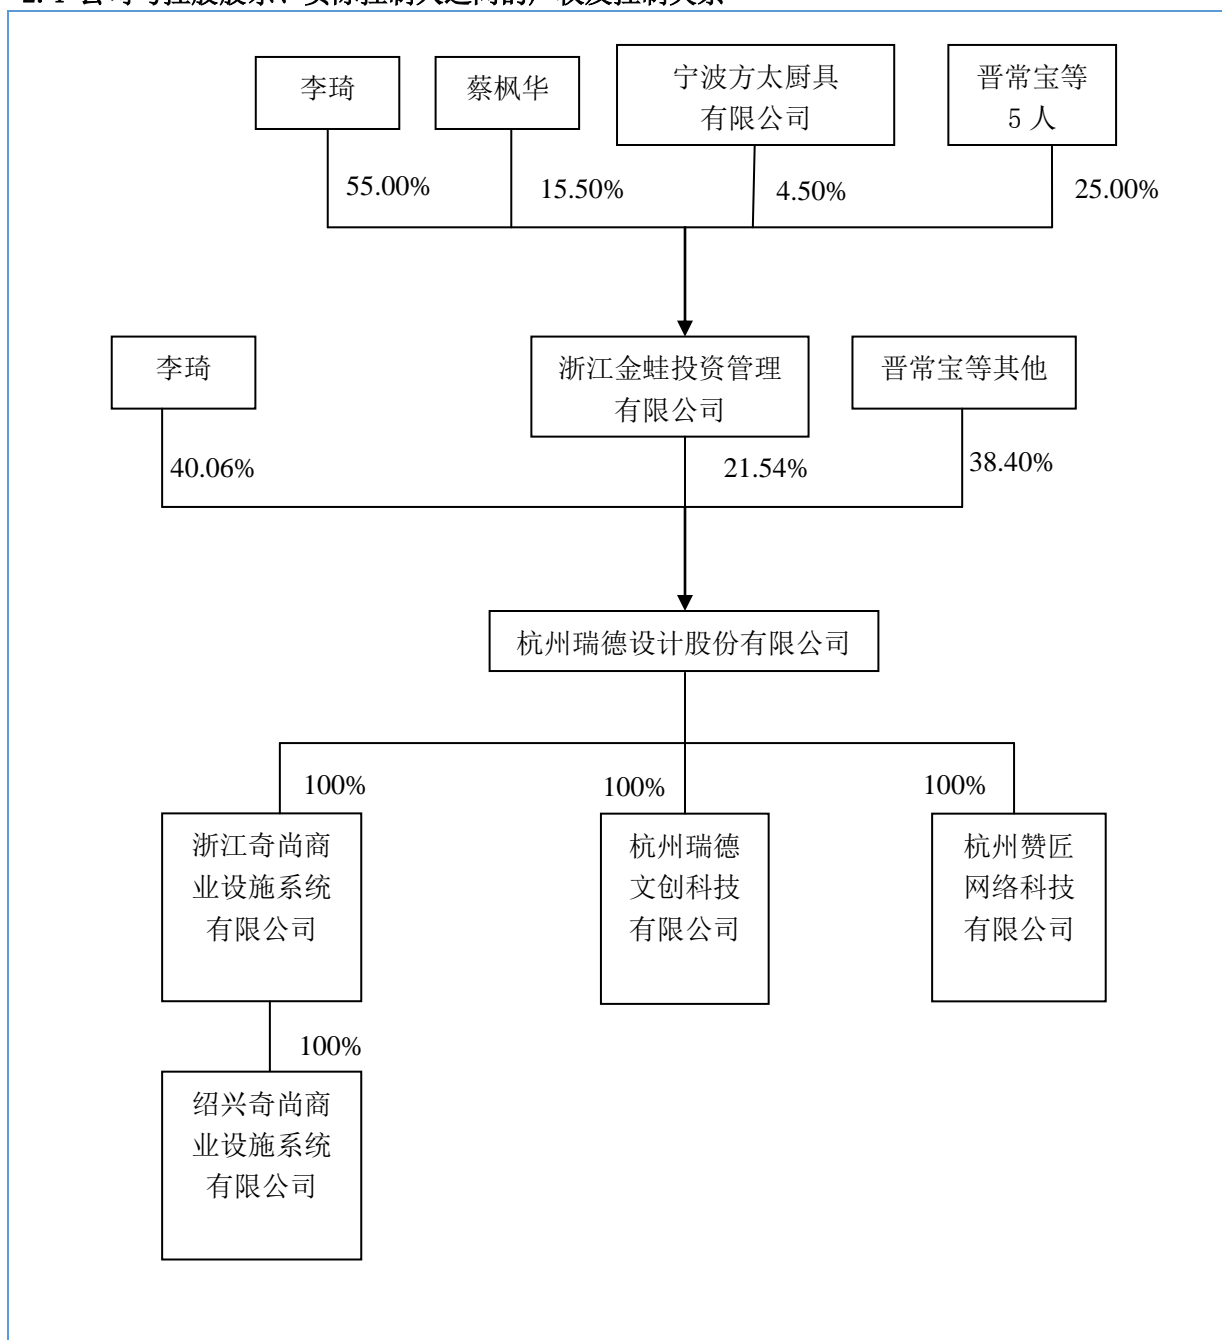 李琦
蔡枫华
宁波方太厨具
有限公司
晋常宝等
5 人
55.00%
15.50%
4.50%
25.00%
李琦
浙江金蛙投资管理
有限公司
晋常宝等其他
40.06%
21.54%
38.40%
杭州瑞德设计股份有限公司
100%
100%
100%
浙江奇尚商
业设施系统
有限公司
杭州瑞德
文创科技
有限公司
杭州赞匠
网络科技
有限公司
100%
绍兴奇尚商
业设施系统
有限公司